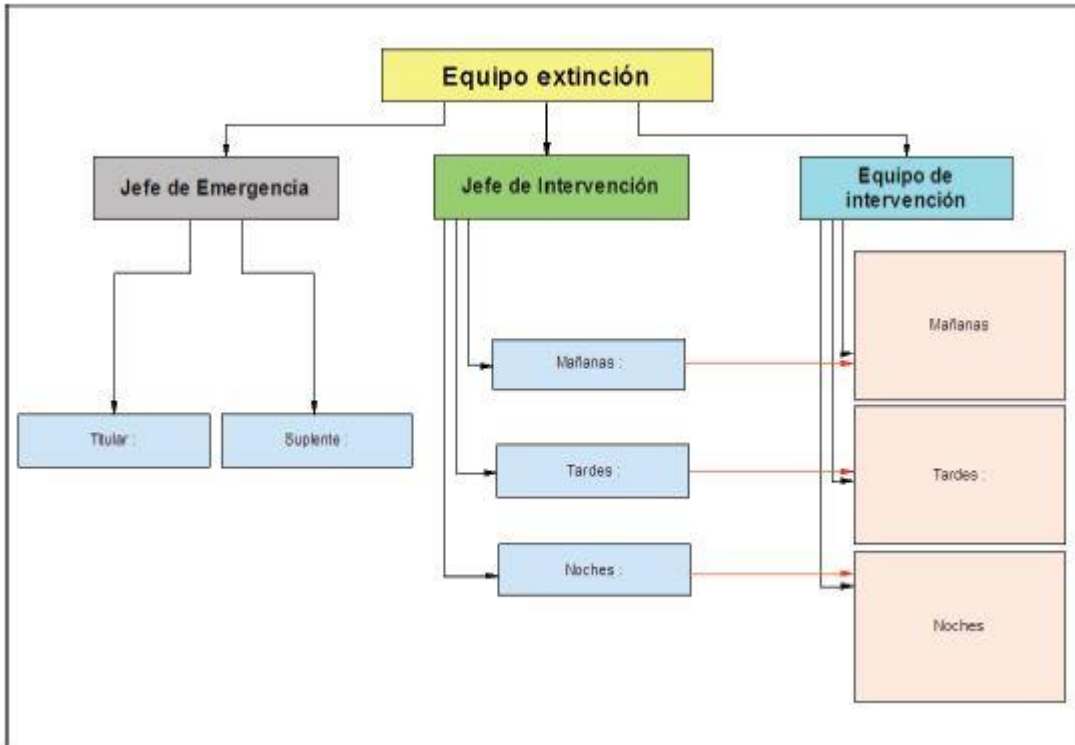 Equipo extinción
Jefe de Emergencia
Jefe de Intervención
Equipo de
intervención
Mañanas
Mañanas :
Titular :
Suplente :
Tardes :
Tardes :
Noches :
Noches